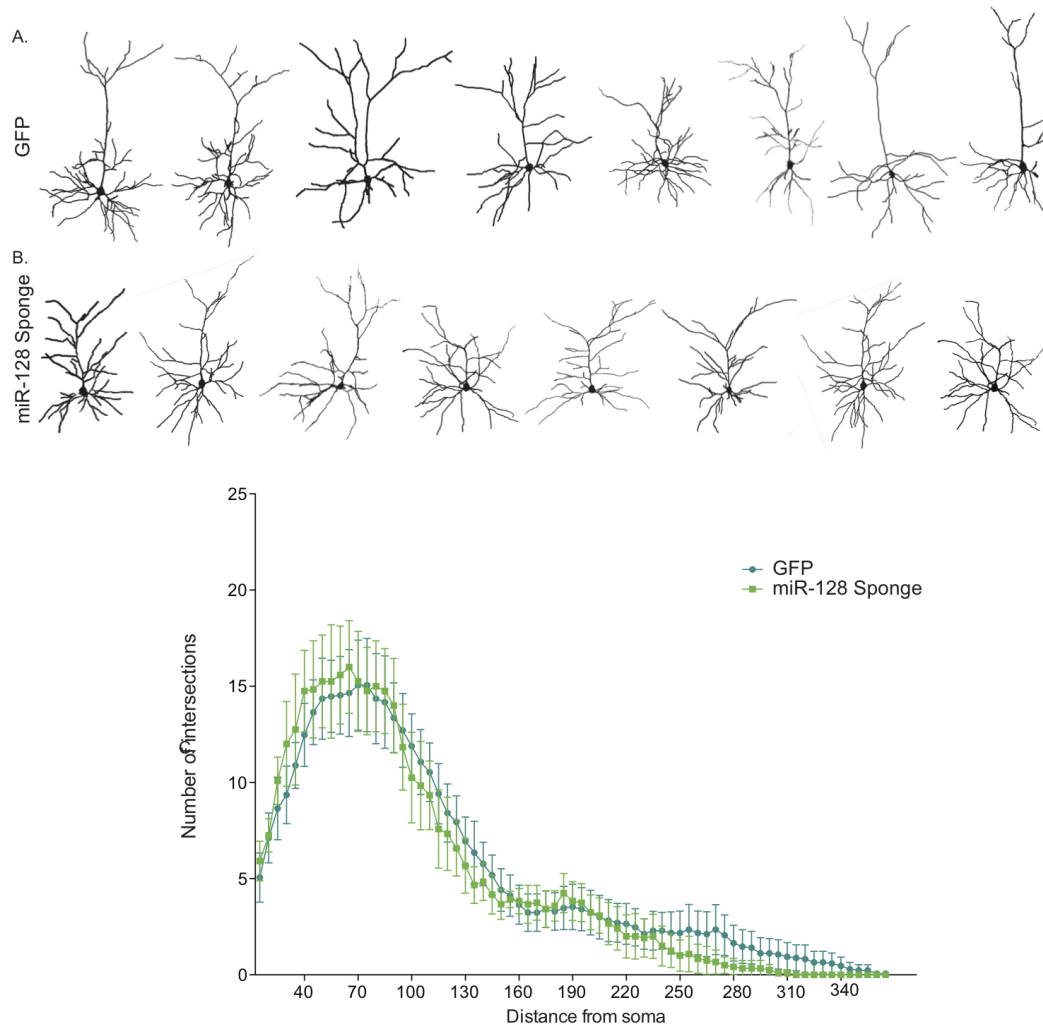 A.
GFP
B.
miR-128 Sponge
25
20
15
10
5
0
Number of intersections
GFP
miR-128 Sponge
40 70 100 130 160 190 220 250 280 310 340
Distance from soma